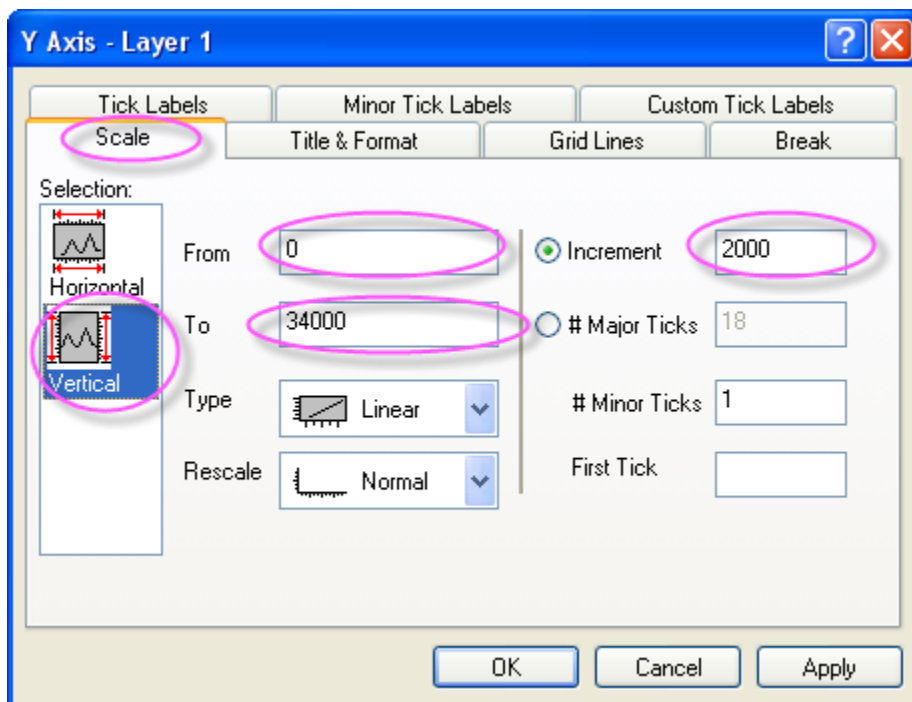 Y Axis - Layer 1
Tick Labels Minor Tick Labels Custom Tick Labels
Scale Title & Format Grid Lines Break
Selection:
Horizontal
Vertical
From 0
To 34000
Type Linear
Rescale Normal
Increment 2000
# Major Ticks 18
# Minor Ticks 1
First Tick
OK Cancel Apply